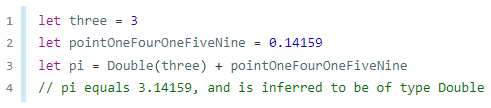 1 let three = 3
2 let pointOneFourOneFiveNine = 0.14159
3 let pi = Double(three) + pointOneFourOneFiveNine
4 // pi equals 3.14159, and is inferred to be of type Double